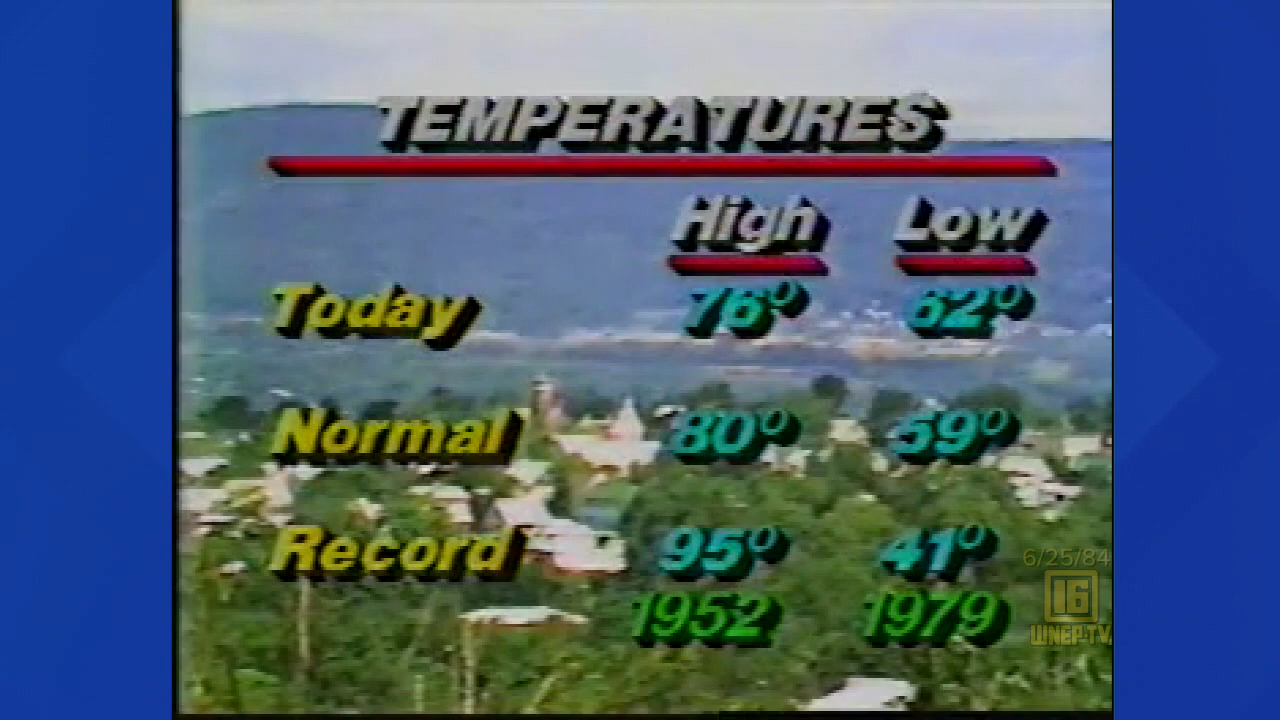 TEMPERATURES
High Low
Today 76° 62°
Normal 80° 59°
Record 95° 41°
1952 1979
6/25/84
16
WNEP-TV